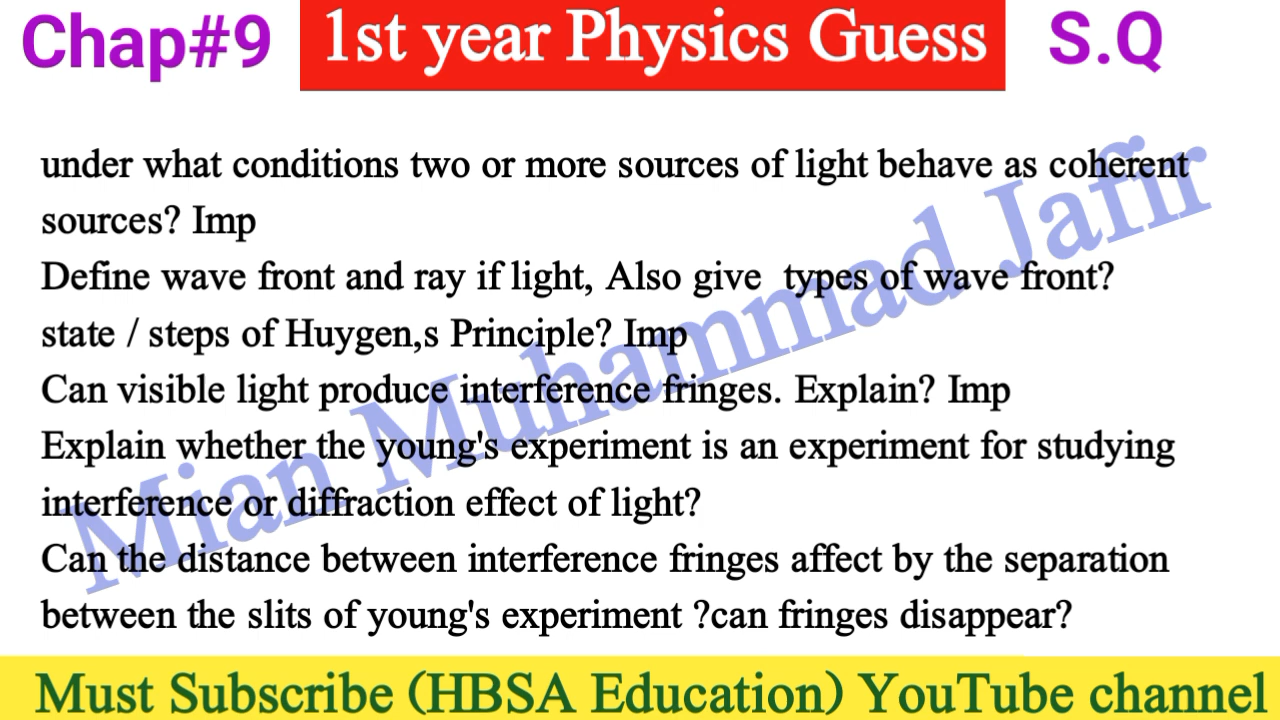 Chap#9 1st year Physics Guess S.Q
under what conditions two or more sources of light behave as coherent
sources? Imp
Define wave front and ray if light, Also give  types of wave front?
state / steps of Huygen,s Principle? Imp
Can visible light produce interference fringes. Explain? Imp
Explain whether the young's experiment is an experiment for studying
interference or diffraction effect of light?
Can the distance between interference fringes affect by the separation
between the slits of young's experiment ?can fringes disappear?
Mian Muhammad Jafir
Must Subscribe (HBSA Education) YouTube channel